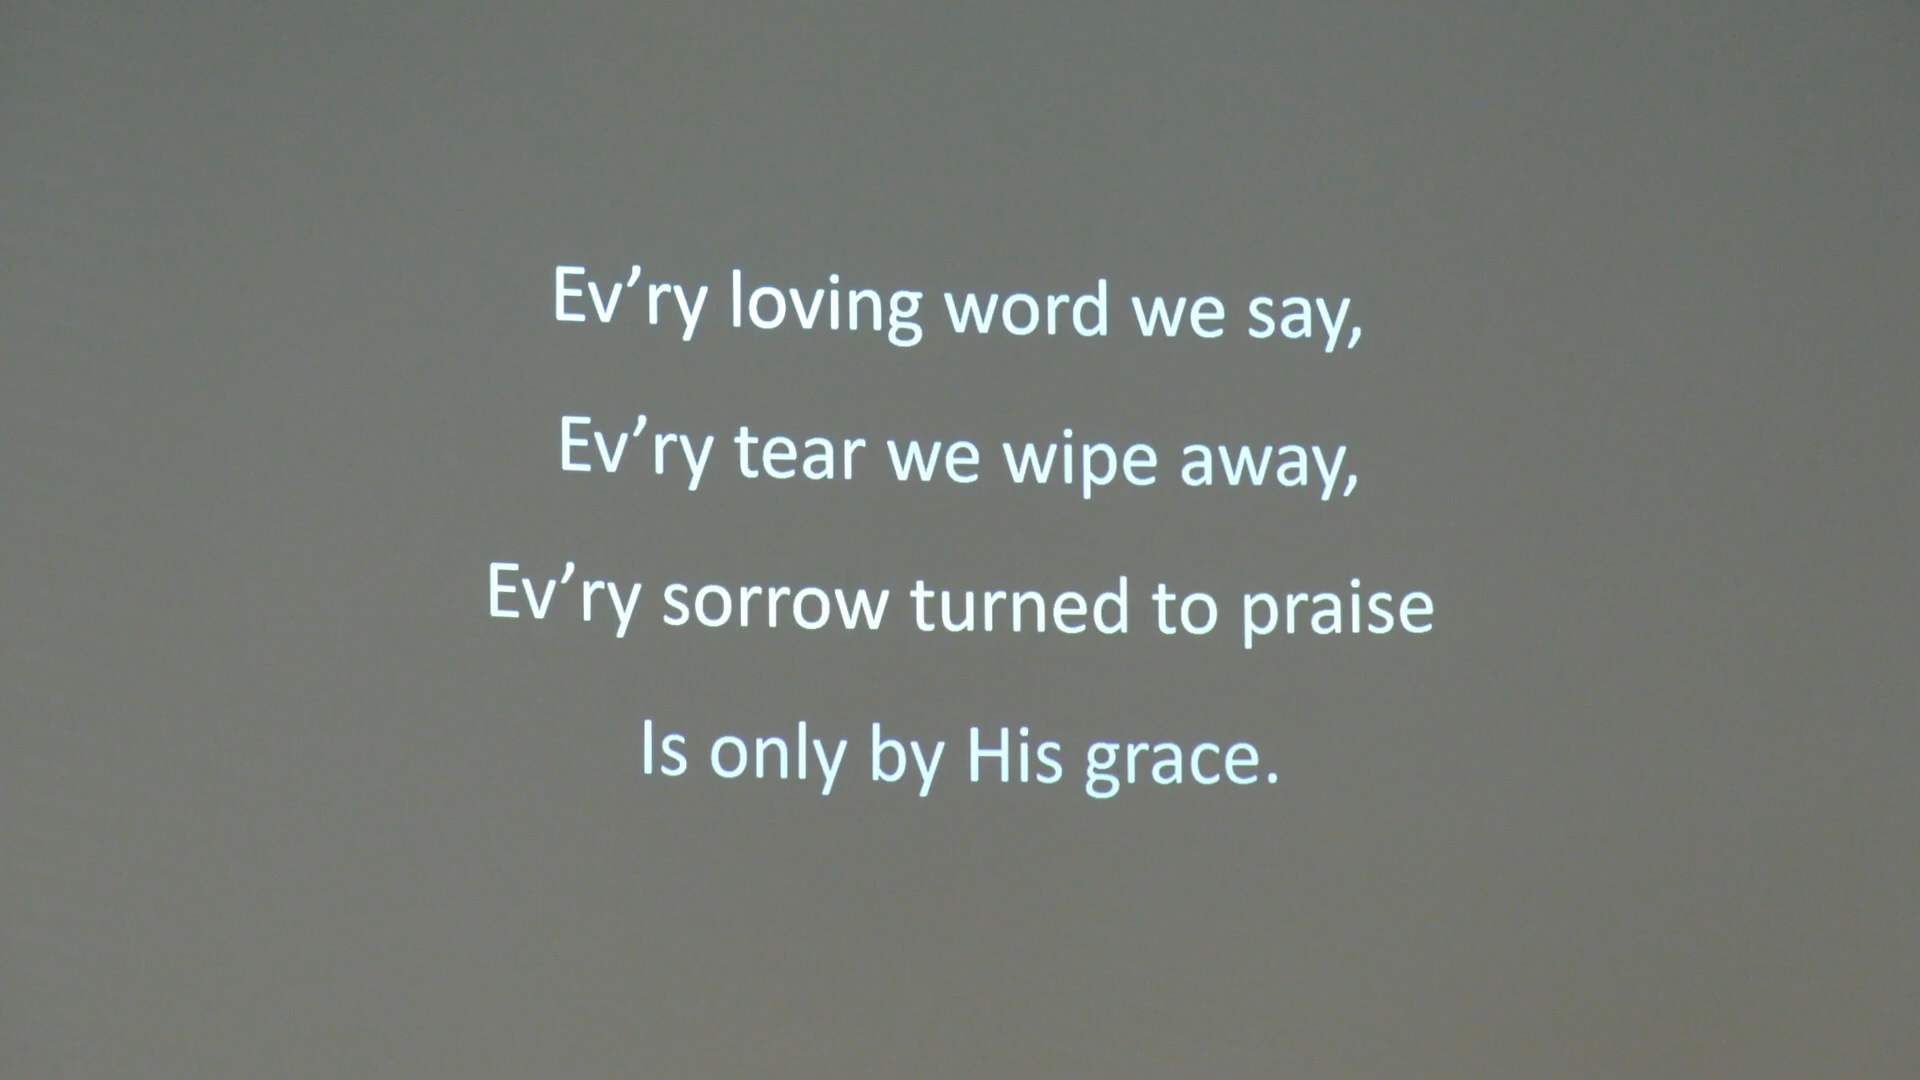 Ev’ry loving word we say,
Ev’ry tear we wipe away,
Ev’ry sorrow turned to praise
Is only by His grace.